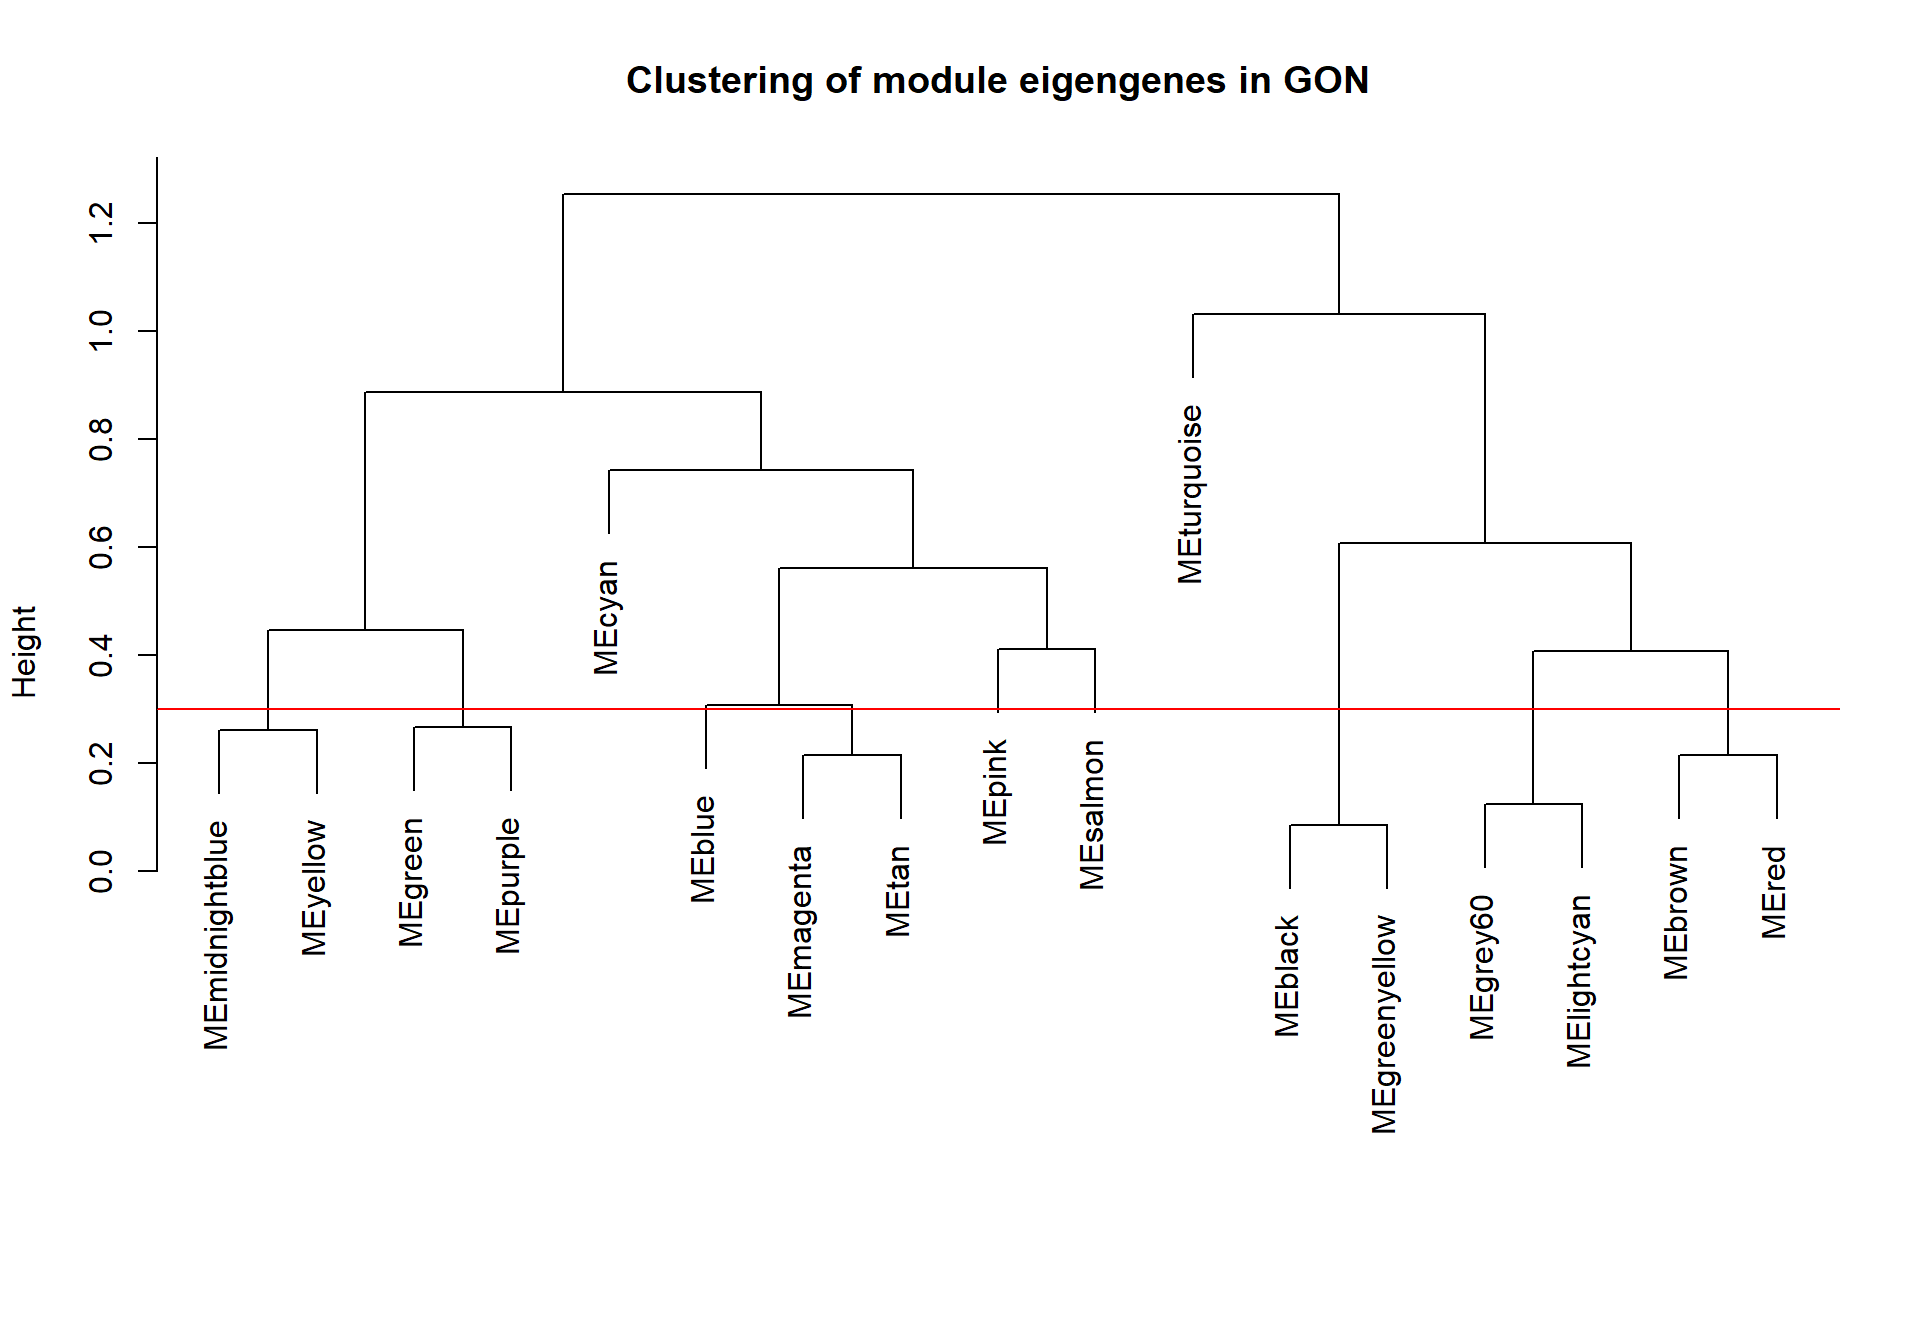 Clustering of module eigengenes in GON
Height
1.2
1.0
0.8
0.6
0.4
0.2
0.0
MEmidnightblue
MEyellow
MEgreen
MEpurple
MEcyan
MEblue
MEmagenta
MEtan
MEpink
MEsalmon
MEturquoise
MEblack
MEgreenyellow
MEgrey60
MElightcyan
MEbrown
MEred